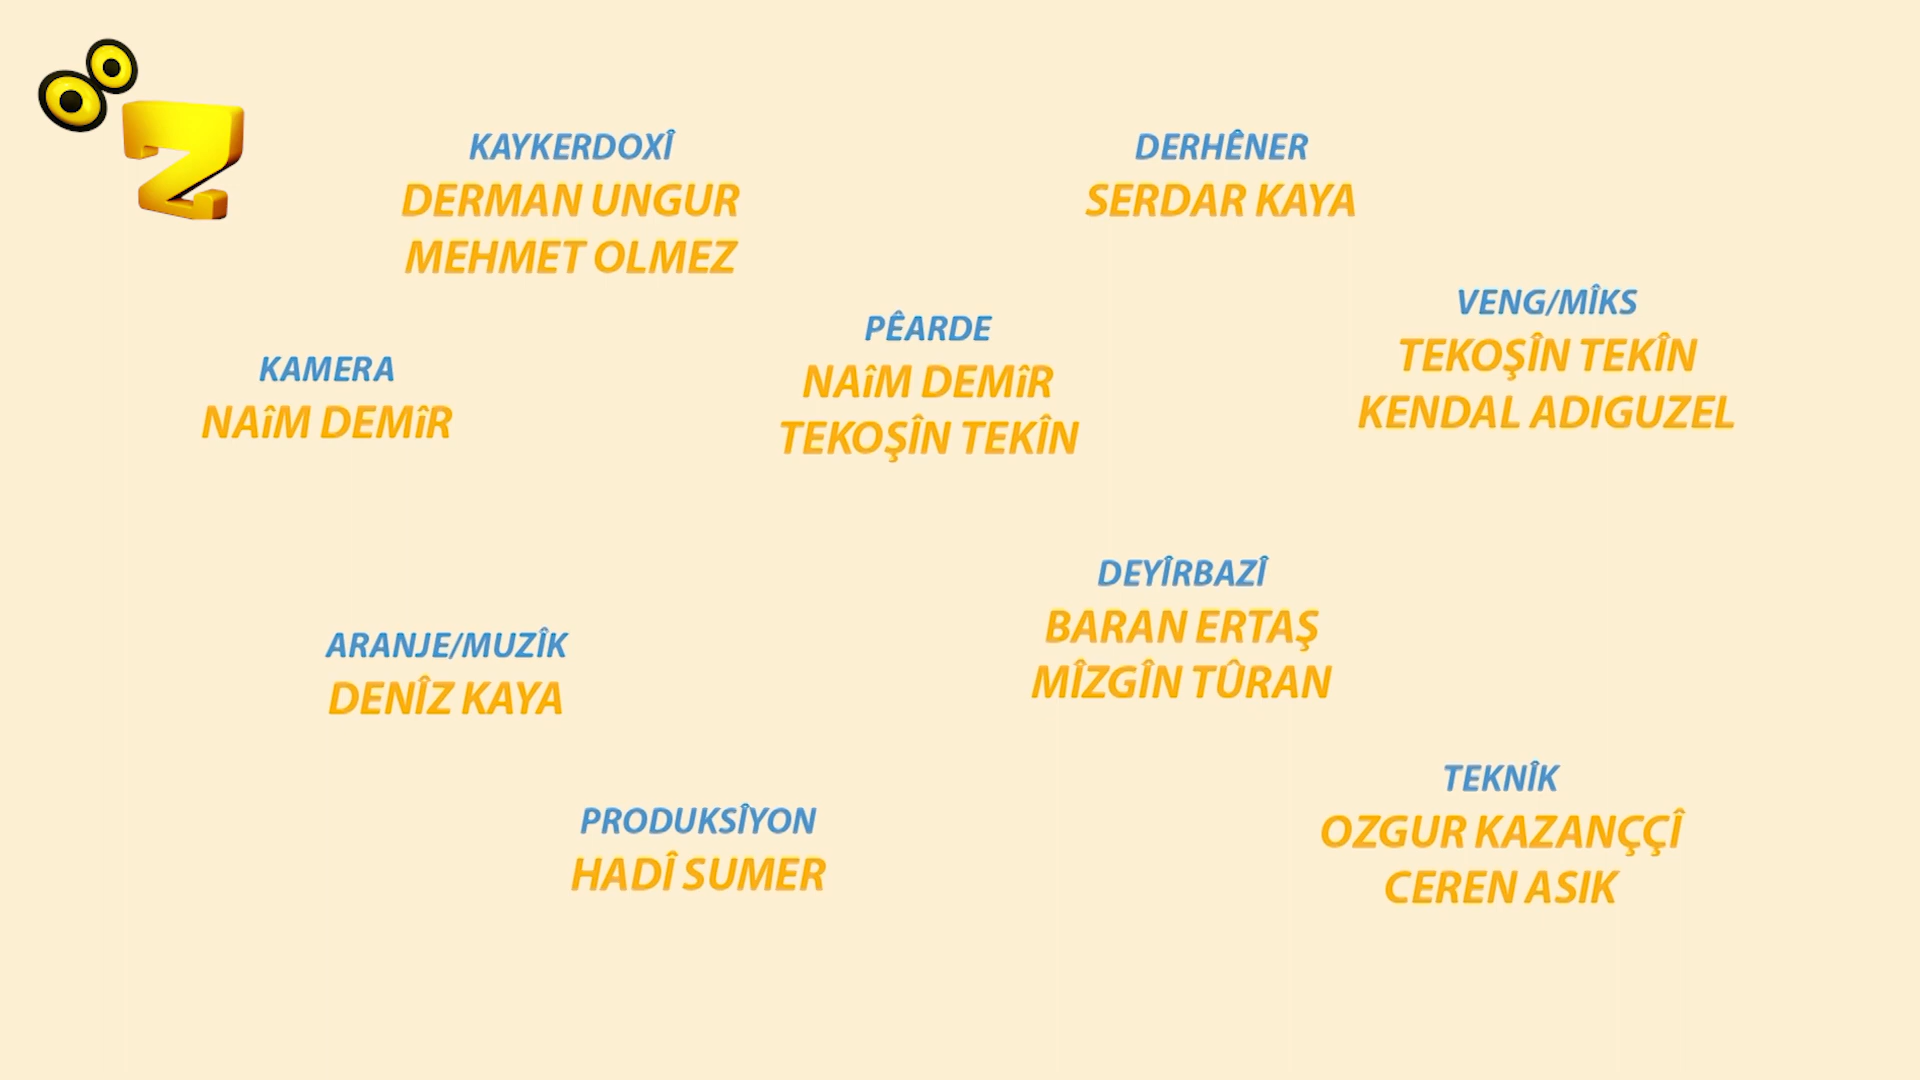 Z
KAYKERDOXÎ
DERMAN UNGUR
MEHMET OLMEZ
DERHÊNER
SERDAR KAYA
KAMERA
NAîM DEMîR
PÊARDE
NAîM DEMîR
TEKOŞÎN TEKÎN
VENG/MÎKS
TEKOŞÎN TEKÎN
KENDAL ADIGUZEL
ARANJE/MUZÎK
DENÎZ KAYA
DEYÎRBAZÎ
BARAN ERTAŞ
MÎZGÎN TÛRAN
PRODUKSÎYON
HADÎ SUMER
TEKNÎK
OZGUR KAZANÇÇÎ
CEREN ASIK